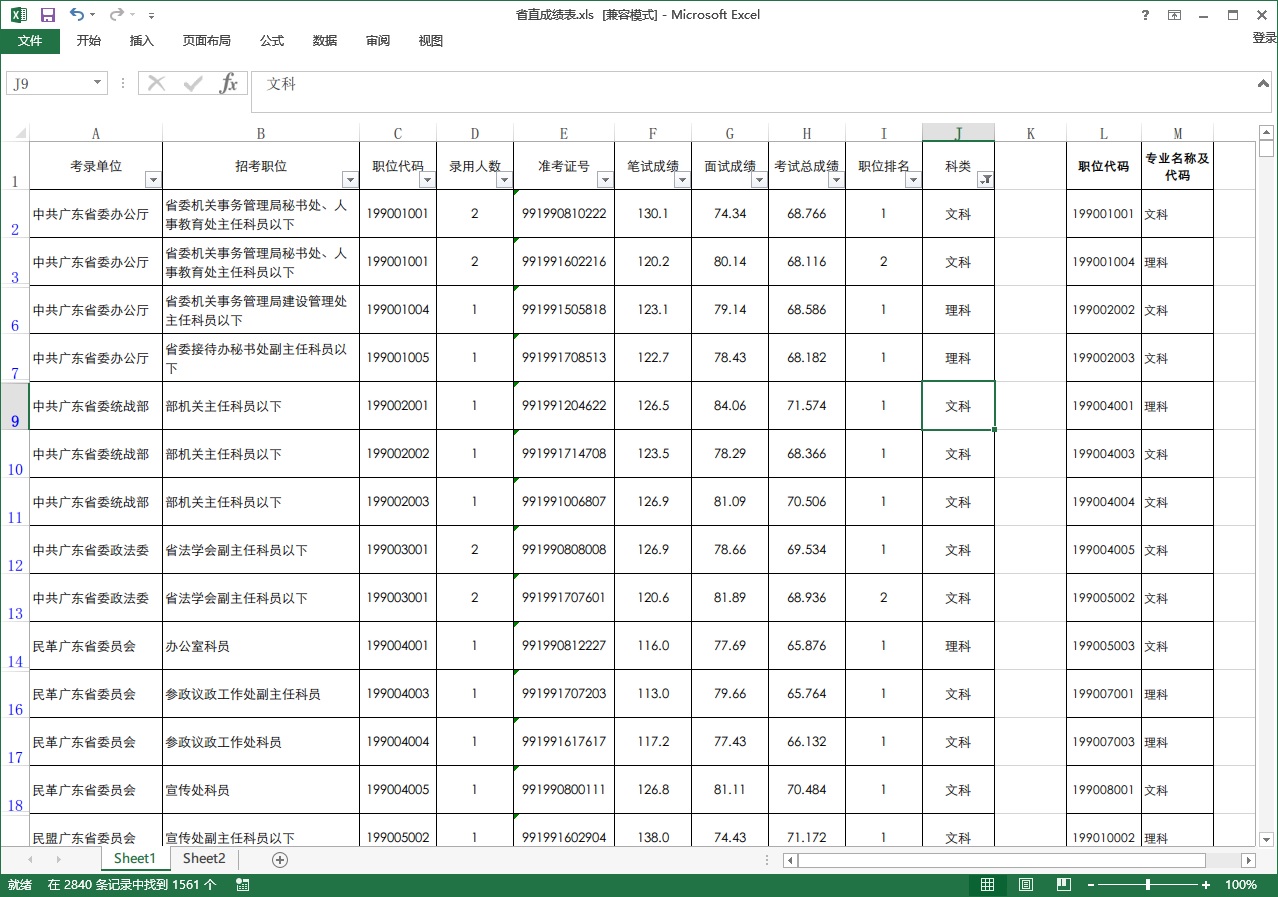 省直成绩表.xls [兼容模式] - Microsoft Excel
文件 开始 插入 页面布局 公式 数据 审阅 视图 登录
J9 fx 文科
A B C D E F G H I J K L M
1 考录单位 招考职位 职位代码 录用人数 准考证号 笔试成绩 面试成绩 考试总成绩 职位排名 科类 职位代码 专业名称及
代码
2 中共广东省委办公厅 省委机关事务管理局秘书处、人
事教育处主任科员以下 199001001 2 991990810222 130.1 74.34 68.766 1 文科 199001001 文科
3 中共广东省委办公厅 省委机关事务管理局秘书处、人
事教育处主任科员以下 199001001 2 991991602216 120.2 80.14 68.116 2 文科 199001004 理科
6 中共广东省委办公厅 省委机关事务管理局建设管理处
主任科员以下 199001004 1 991991505818 123.1 79.14 68.586 1 理科 199002002 文科
7 中共广东省委办公厅 省委接待办秘书处副主任科员以
下 199001005 1 991991708513 122.7 78.43 68.182 1 理科 199002003 文科
9 中共广东省委统战部 部机关主任科员以下 199002001 1 991991204622 126.5 84.06 71.574 1 文科 199004001 理科
10 中共广东省委统战部 部机关主任科员以下 199002002 1 991991714708 123.5 78.29 68.366 1 文科 199004003 文科
11 中共广东省委统战部 部机关主任科员以下 199002003 1 991991006807 126.9 81.09 70.506 1 文科 199004004 文科
12 中共广东省委政法委 省法学会副主任科员以下 199003001 2 991990808008 126.9 78.66 69.534 1 文科 199004005 文科
13 中共广东省委政法委 省法学会副主任科员以下 199003001 2 991991707601 120.6 81.89 68.936 2 文科 199005002 文科
14 民革广东省委员会 办公室科员 199004001 1 991990812227 116.0 77.69 65.876 1 理科 199005003 文科
16 民革广东省委员会 参政议政工作处副主任科员 199004003 1 991991707203 113.0 79.66 65.764 1 文科 199007001 理科
17 民革广东省委员会 参政议政工作处科员 199004004 1 991991617617 117.2 77.43 66.132 1 文科 199007003 理科
18 民革广东省委员会 宣传处科员 199004005 1 991990800111 126.8 81.11 70.484 1 文科 199008001 文科
民盟广东省委员会 宣传处副主任科员以下 199005002 1 991991602904 138.0 74.43 71.172 1 文科 199010002 理科
Sheet1 Sheet2
就绪 在 2840 条记录中找到 1561 个 100%